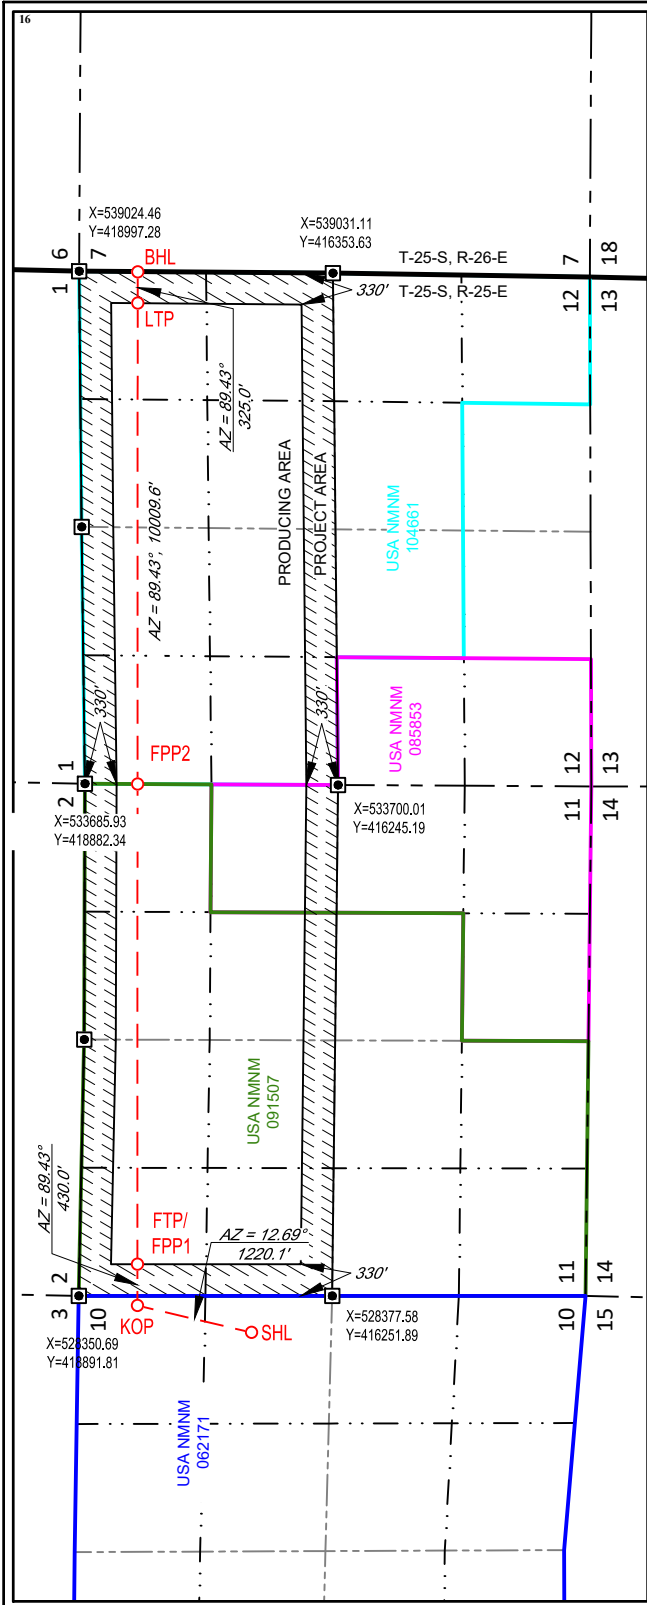 16
X=539024.46
Y=418997.28
X=539031.11
Y=416353.63
6
7
1
BHL
T-25-S, R-26-E
7
18
LTP
330'
T-25-S, R-25-E
12
13
AZ = 89.43°
325.0'
AZ = 89.43°, 10009.6'
PRODUCING AREA
PROJECT AREA
USA NMNM
104661
330'
330'
USA NMNM
085853
1
2
FPP2
12
13
11
14
X=533685.93
Y=418882.34
X=533700.01
Y=416245.19
USA NMNM
091507
AZ = 89.43°
430.0'
FTP/
FPP1
AZ = 12.69°
1220.1'
330'
2
3
10
11
14
10
15
KOP
SHL
X=528350.69
Y=418891.81
X=528377.58
Y=416251.89
USA NMNM
062171